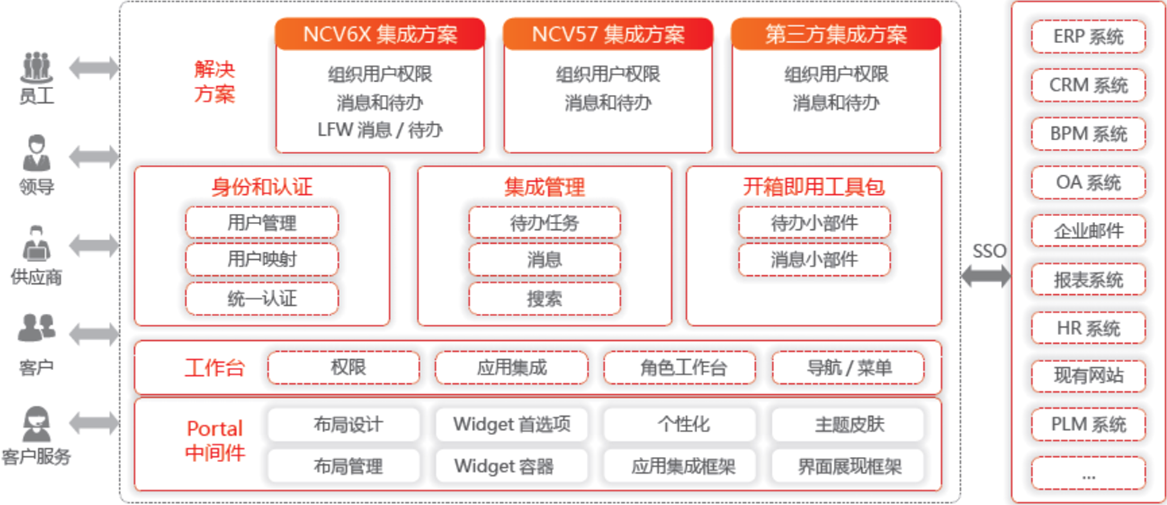 员工
领导
供应商
客户
客户服务
解决
方案
NCV6X 集成方案
组织用户权限
消息和待办
LFW 消息 / 待办
NCV57 集成方案
组织用户权限
消息和待办
第三方集成方案
组织用户权限
消息和待办
身份和认证
用户管理
用户映射
统一认证
集成管理
待办任务
消息
搜索
开箱即用工具包
待办小部件
消息小部件
工作台
权限
应用集成
角色工作台
导航 / 菜单
Portal
中间件
布局设计
Widget 首选项
个性化
主题皮肤
布局管理
Widget 容器
应用集成框架
界面展现框架
SSO
ERP 系统
CRM 系统
BPM 系统
OA 系统
企业邮件
报表系统
HR 系统
现有网站
PLM 系统
...